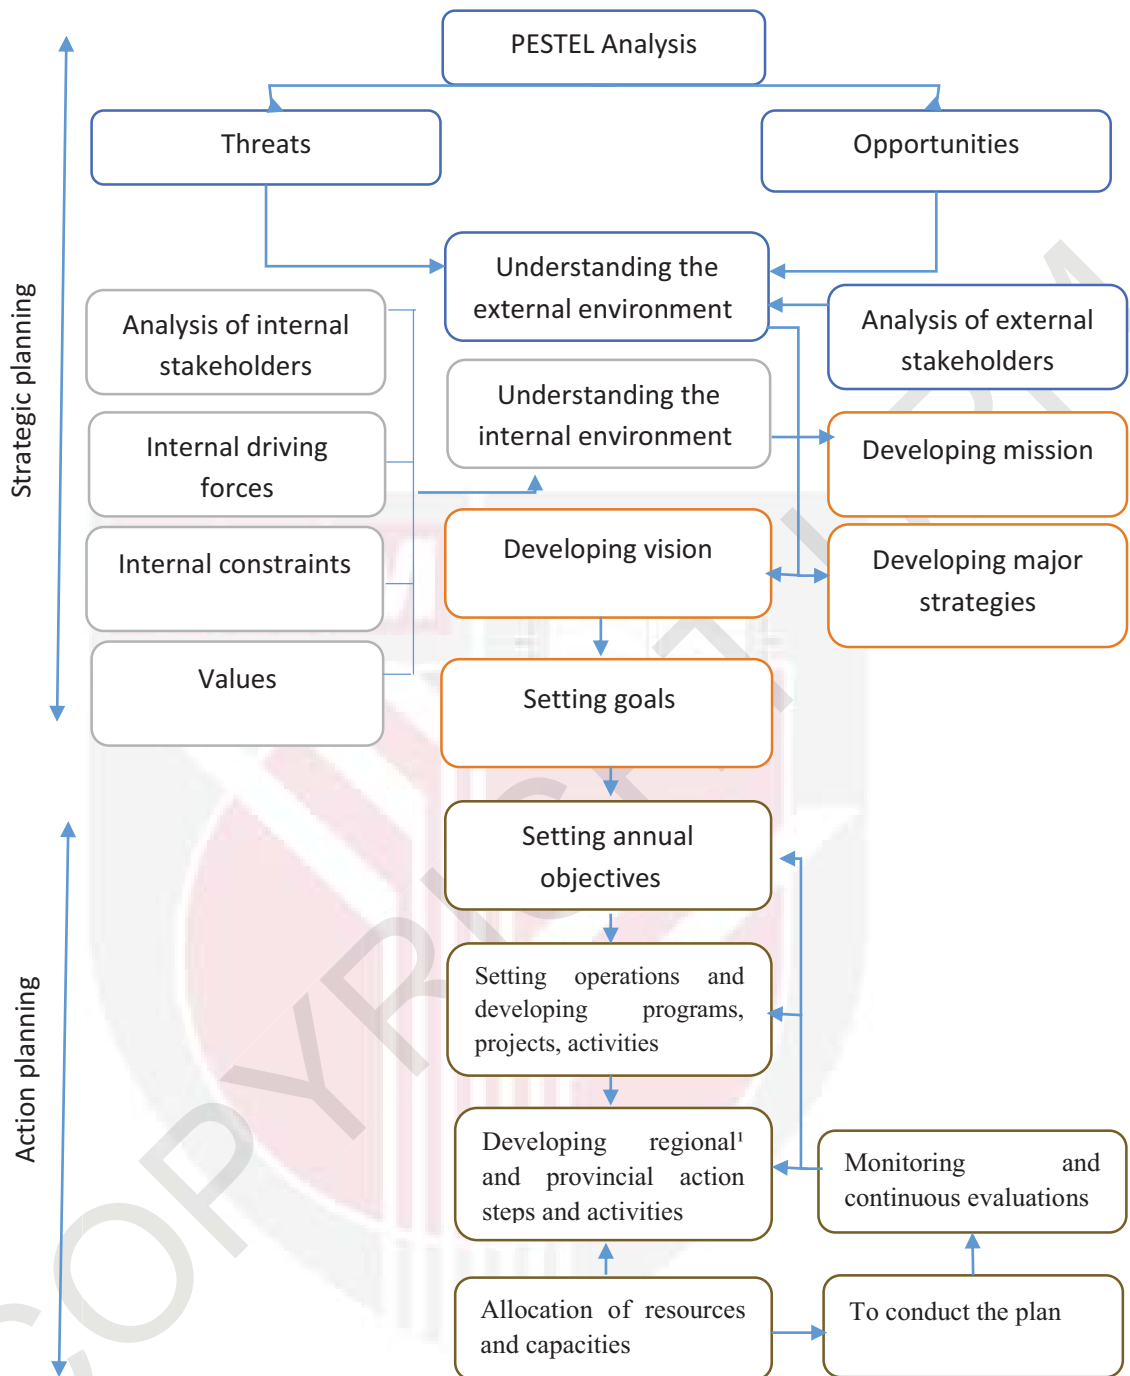 PESTEL Analysis
Threats
Opportunities
Understanding the
external environment
Analysis of internal
stakeholders
Analysis of external
stakeholders
Understanding the
internal environment
Internal driving
forces
Developing mission
Strategic planning
Internal constraints
Developing vision
Developing major
strategies
Values
Setting goals
Setting annual
objectives
Setting operations and
developing programs,
projects, activities
Action planning
Developing regional¹
and provincial action
steps and activities
Monitoring and
continuous evaluations
Allocation of resources
and capacities
To conduct the plan
COPYRIGHT UPM